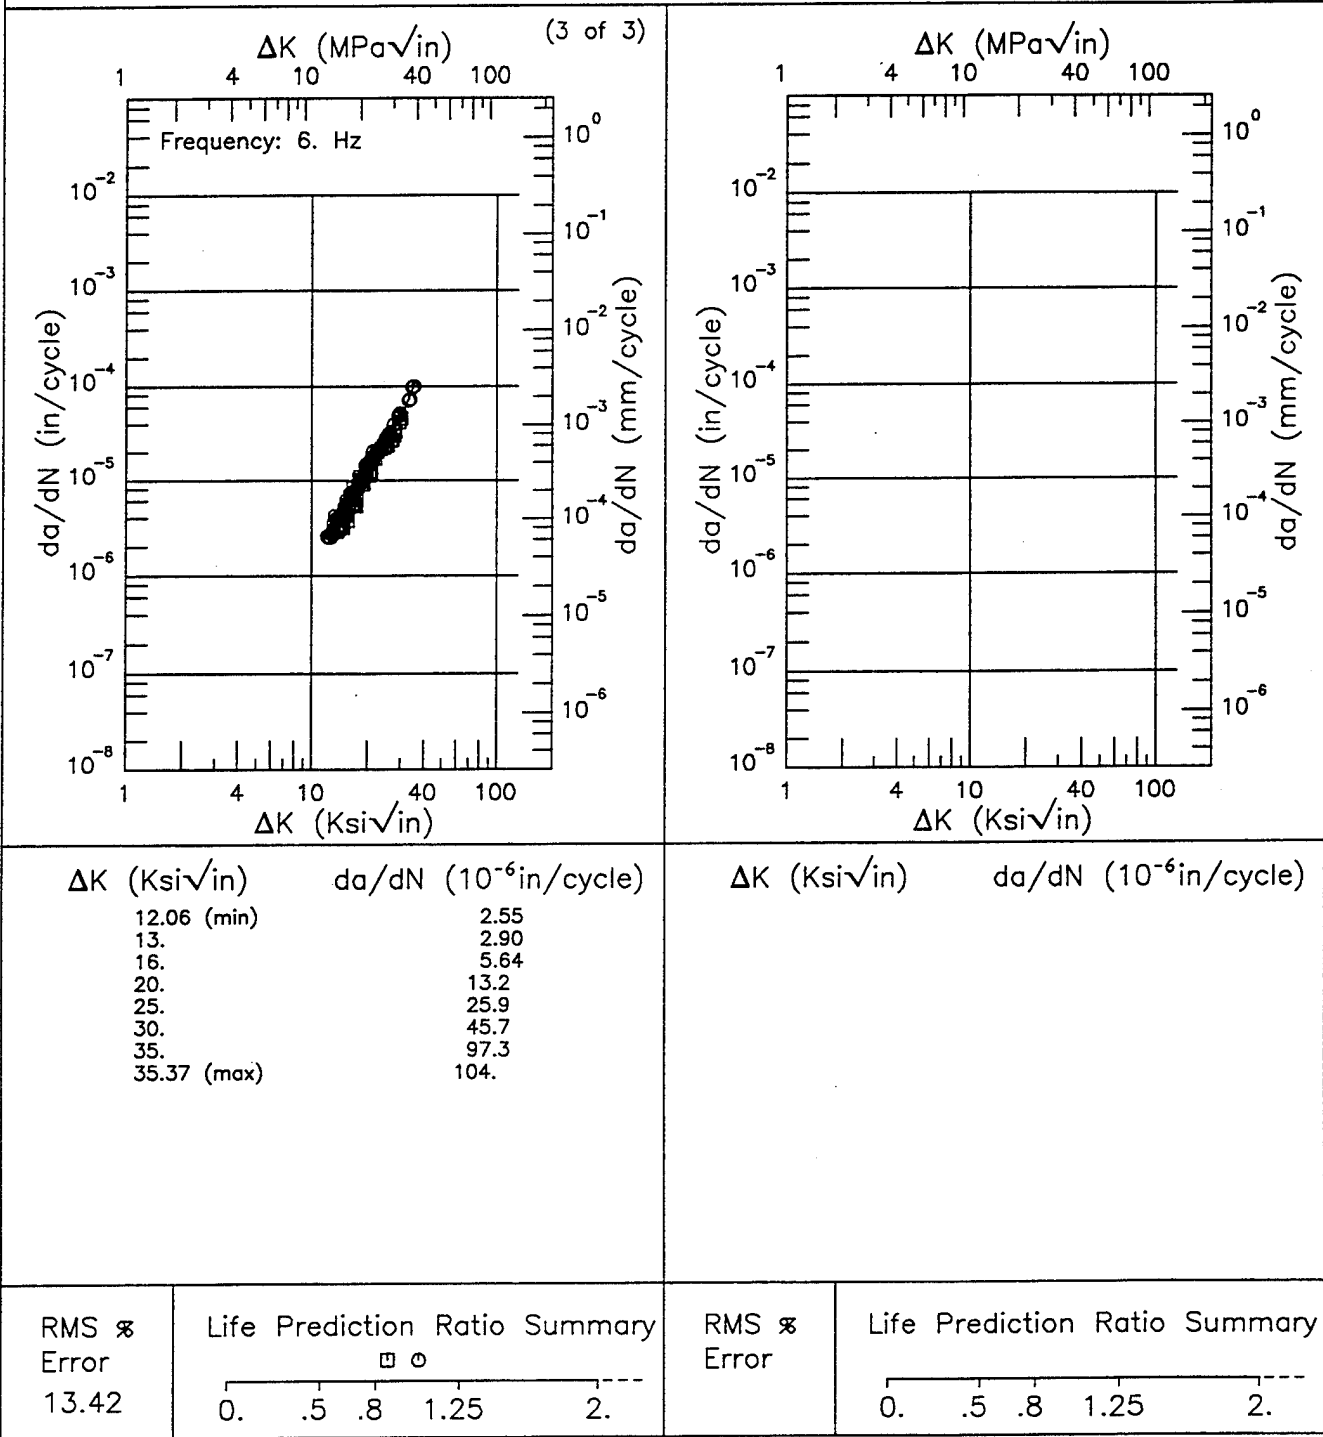 (3 of 3)
ΔK (MPa√in)
1 4 10 40 100
Frequency: 6. Hz
10⁰
10⁻²
10⁻¹
10⁻³
10⁻²
10⁻⁴
10⁻³
10⁻⁵
10⁻⁴
10⁻⁶
10⁻⁵
10⁻⁷
10⁻⁶
10⁻⁸
da/dN (in/cycle)
da/dN (mm/cycle)
1 4 10 40 100
ΔK (Ksi√in)
ΔK (MPa√in)
1 4 10 40 100
10⁰
10⁻²
10⁻¹
10⁻³
10⁻²
10⁻⁴
10⁻³
10⁻⁵
10⁻⁴
10⁻⁶
10⁻⁵
10⁻⁷
10⁻⁶
10⁻⁸
da/dN (in/cycle)
da/dN (mm/cycle)
1 4 10 40 100
ΔK (Ksi√in)
ΔK (Ksi√in) da/dN (10⁻⁶in/cycle)
12.06 (min) 2.55
13. 2.90
16. 5.64
20. 13.2
25. 25.9
30. 45.7
35. 97.3
35.37 (max) 104.
ΔK (Ksi√in) da/dN (10⁻⁶in/cycle)
RMS %
Error
13.42
Life Prediction Ratio Summary
0. .5 .8 1.25 2.
RMS %
Error
Life Prediction Ratio Summary
0. .5 .8 1.25 2.